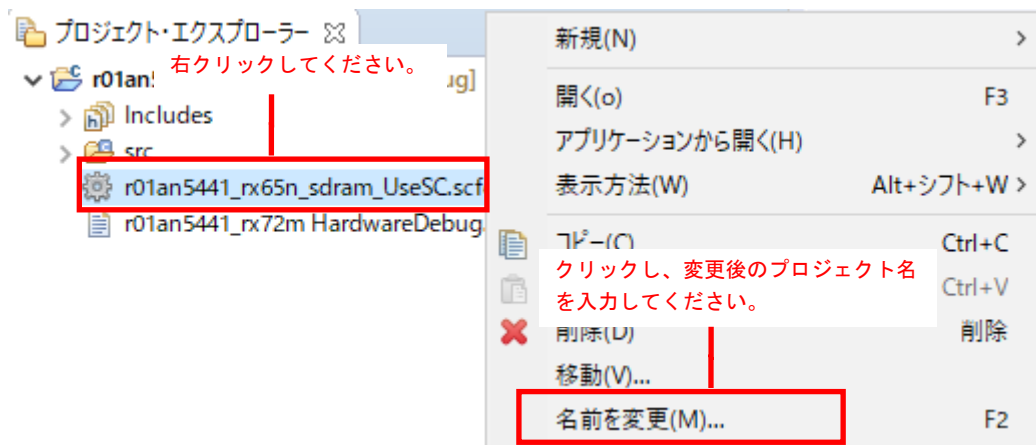 プロジェクト・エクスプローラー
右クリックしてください。
r01an! ug]
Includes
src
r01an5441_rx65n_sdram_UseSC.scf
r01an5441_rx72m HardwareDebug
新規(N)
開く(o) F3
アプリケーションから開く(H)
表示方法(W) Alt+シフト+W
コピー(C) Ctrl+C
クリックし、変更後のプロジェクト名
を入力してください。
Ctrl+V
削除(D) 削除
移動(V)...
名前を変更(M)... F2